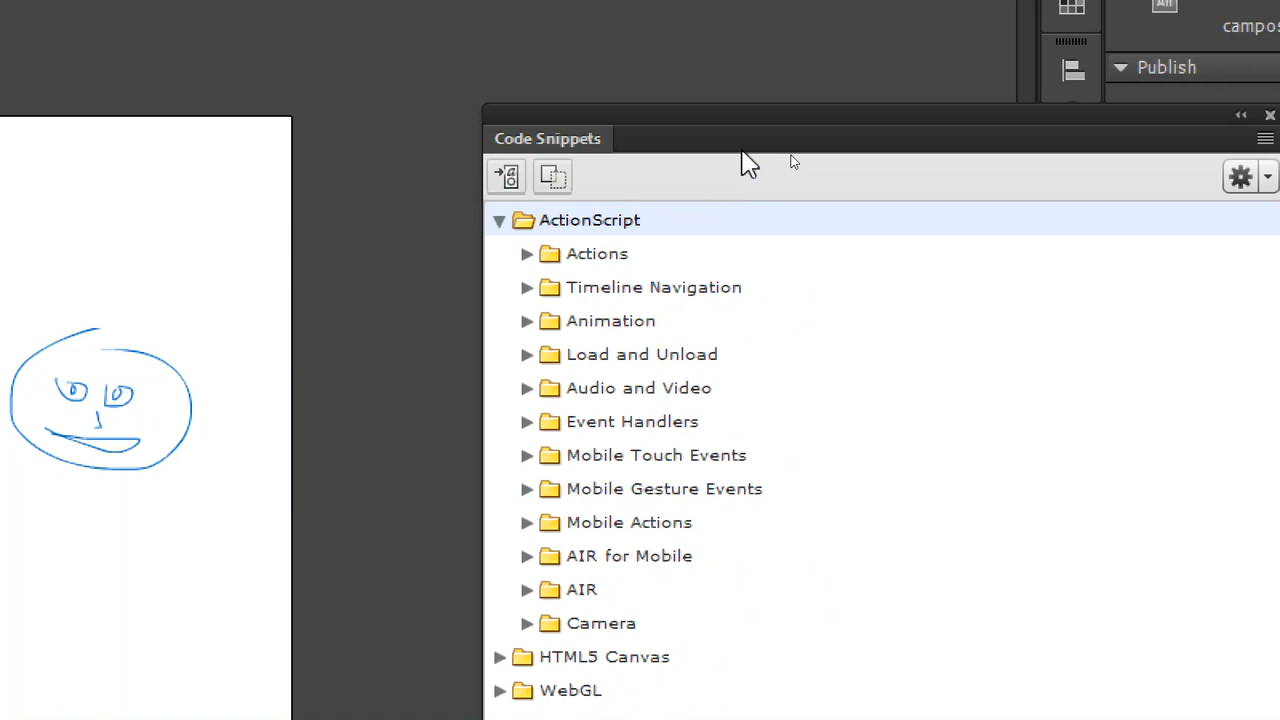 campos
Publish
Code Snippets
ActionScript
Actions
Timeline Navigation
Animation
Load and Unload
Audio and Video
Event Handlers
Mobile Touch Events
Mobile Gesture Events
Mobile Actions
AIR for Mobile
AIR
Camera
HTML5 Canvas
WebGL